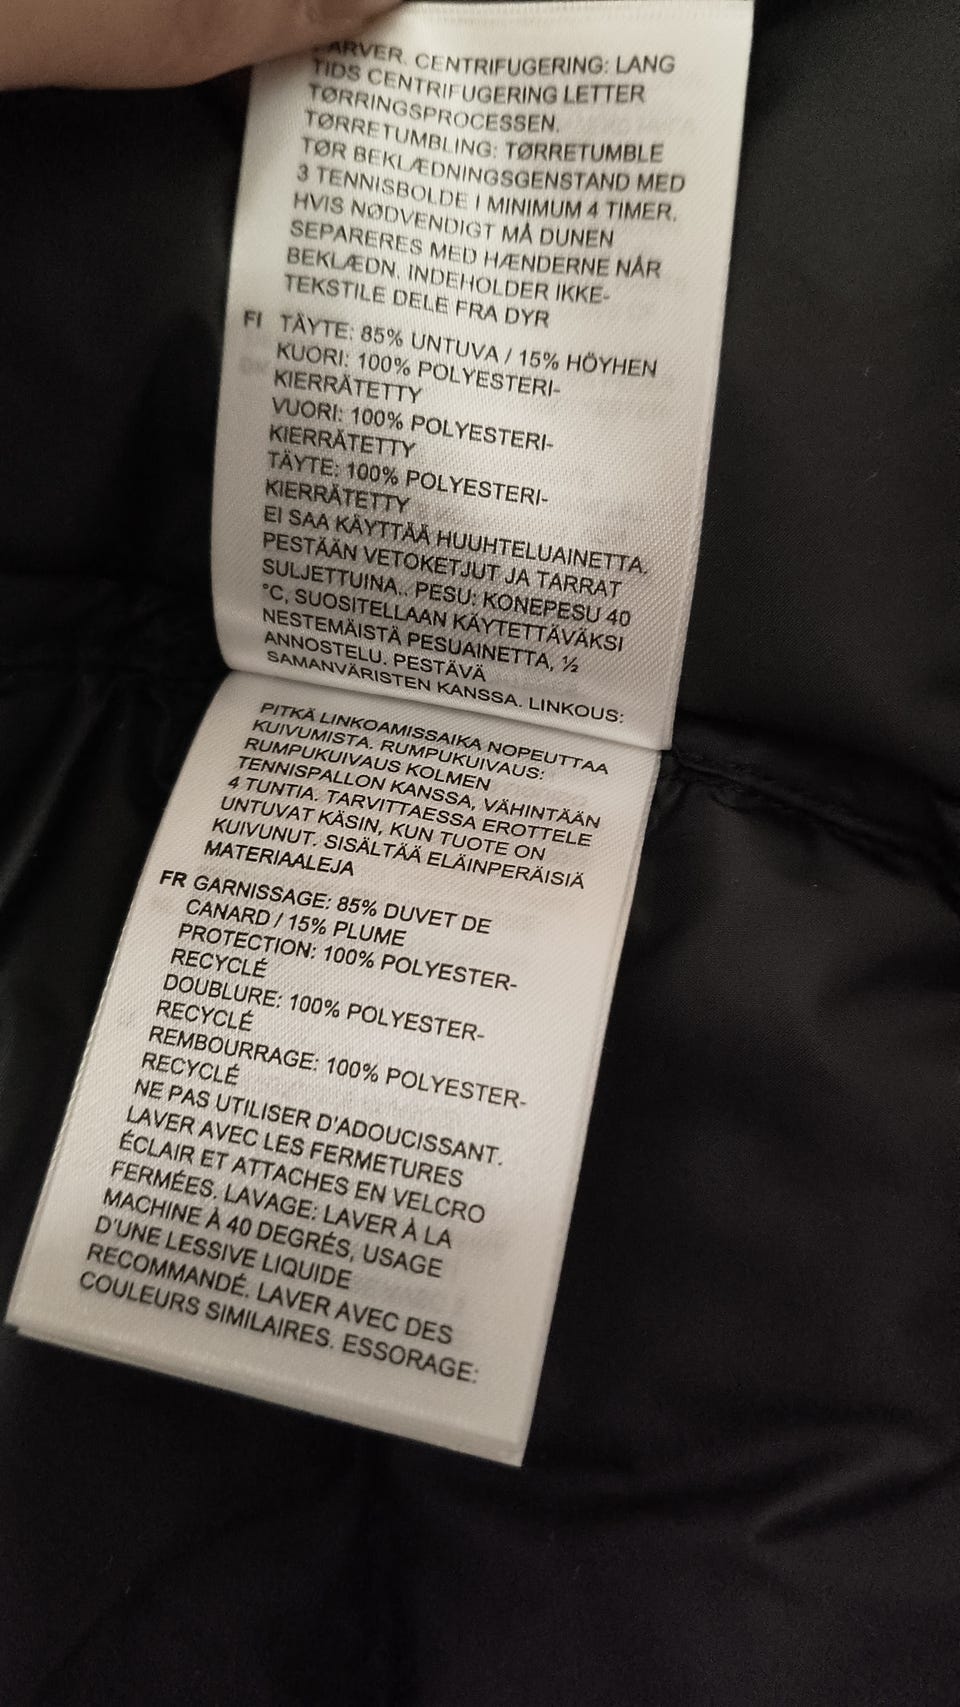 FARVER. CENTRIFUGERING: LANG
TIDS CENTRIFUGERING LETTER
TØRRINGSPROCESSEN.
TØRRETUMBLING: TØRRETUMBLE
TØR BEKLÆDNINGSGENSTAND MED
3 TENNISBOLDE I MINIMUM 4 TIMER.
HVIS NØDVENDIGT MÅ DUNEN
SEPARERES MED HÆNDERNE NÅR
BEKLÆDN. INDEHOLDER IKKE-
TEKSTILE DELE FRA DYR
FI TÄYTE: 85% UNTUVA / 15% HÖYHEN
KUORI: 100% POLYESTERI-
KIERRÄTETTY
VUORI: 100% POLYESTERI-
KIERRÄTETTY
TÄYTE: 100% POLYESTERI-
KIERRÄTETTY
EI SAA KÄYTTÄÄ HUUHTELUAINETTA.
PESTÄÄN VETOKETJUT JA TARRAT
SULJETTUINA.. PESU: KONEPESU 40
°C, SUOSITELLAAN KÄYTETTÄVÄKSI
NESTEMÄISTÄ PESUAINETTA, ½
ANNOSTELU. PESTÄVÄ
SAMANVÄRISTEN KANSSA. LINKOUS:
PITKÄ LINKOAMISSAIKA NOPEUTTAA
KUIVUMISTA. RUMPUKUIVAUS:
RUMPUKUIVAUS KOLMEN
TENNISPALLON KANSSA, VÄHINTÄÄN
4 TUNTIA. TARVITTAESSA EROTTELE
UNTUVAT KÄSIN, KUN TUOTE ON
KUIVUNUT. SISÄLTÄÄ ELÄINPERÄISIÄ
MATERIAALEJA
FR GARNISSAGE: 85% DUVET DE
CANARD / 15% PLUME
PROTECTION: 100% POLYESTER-
RECYCLÉ
DOUBLURE: 100% POLYESTER-
RECYCLÉ
REMBOURRAGE: 100% POLYESTER-
RECYCLÉ
NE PAS UTILISER D'ADOUCISSANT.
LAVER AVEC LES FERMETURES
ÉCLAIR ET ATTACHES EN VELCRO
FERMÉES. LAVAGE: LAVER À LA
MACHINE À 40 DEGRÉS, USAGE
D'UNE LESSIVE LIQUIDE
RECOMMANDÉ. LAVER AVEC DES
COULEURS SIMILAIRES. ESSORAGE: